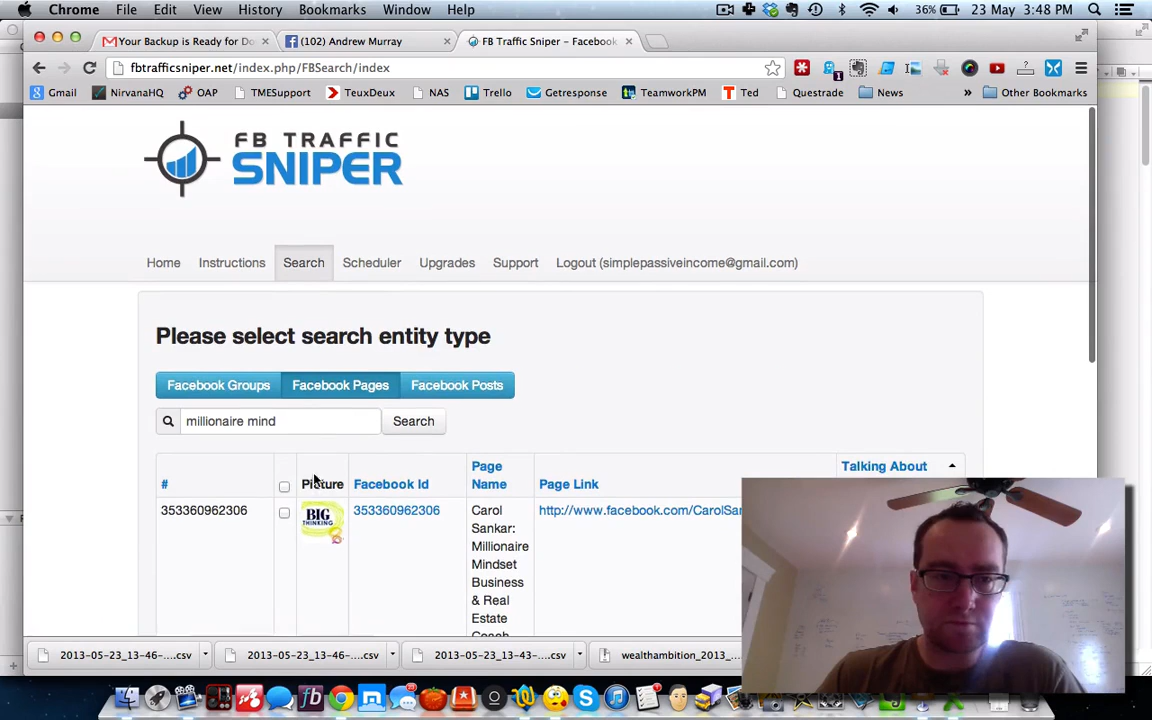 Chrome File Edit View History Bookmarks Window Help 36% 23 May 3:48 PM
Your Backup is Ready for Do
(102) Andrew Murray
FB Traffic Sniper – Facebook
fbtrafficsniper.net/index.php/FBSearch/index
Gmail NirvanaHQ OAP TMESupport TeuxDeux NAS Trello Getresponse TeamworkPM Ted Questrade News » Other Bookmarks
FB TRAFFIC
SNIPER
Home Instructions Search Scheduler Upgrades Support Logout (simplepassiveincome@gmail.com)
Please select search entity type
Facebook Groups Facebook Pages Facebook Posts
millionaire mind Search
# Picture Facebook Id Page Name Page Link Talking About
353360962306 BIG THINKING 353360962306 Carol http://www.facebook.com/CarolSan
Sankar:
Millionaire
Mindset
Business
& Real
Estate
Coach
2013-05-23_13-46-....csv 2013-05-23_13-46-....csv 2013-05-23_13-43-....csv wealthambition_2013_...